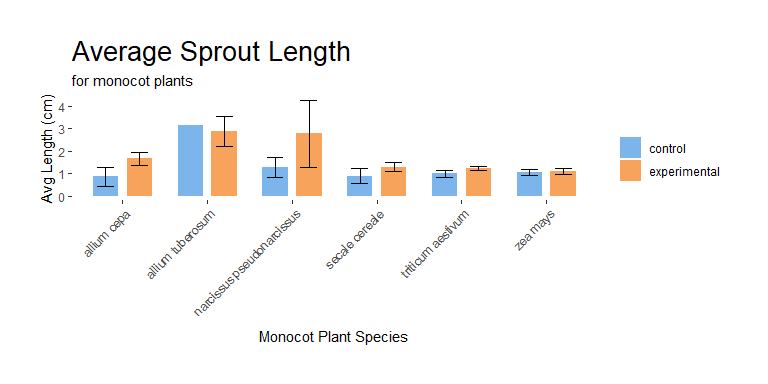 Average Sprout Length
for monocot plants
Avg Length (cm)
4
3
2
1
0
allium cepa
allium tuberosum
narcissus pseudonarcissus
secale cereale
triticum aestivum
zea mays
Monocot Plant Species
control
experimental